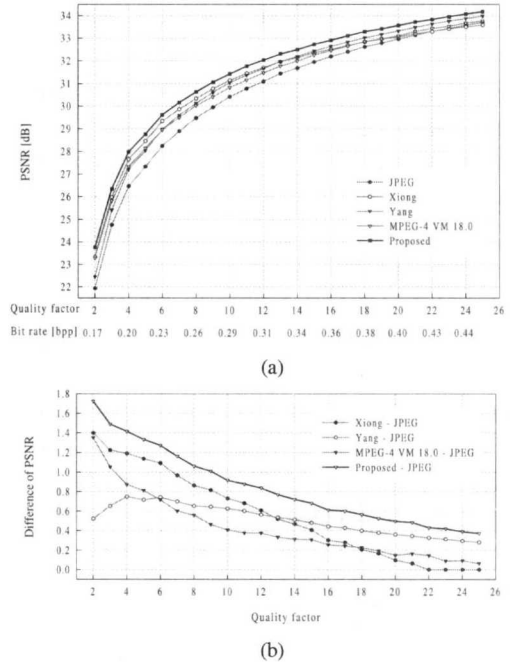 34
33
32
31
30
29
28
27
26
25
24
23
22
PSNR [dB]
JPEG
Xiong
Yang
MPEG-4 VM 18.0
Proposed
Quality factor 2 4 6 8 10 12 14 16 18 20 22 24 26
Bit rate [bpp] 0.17 0.20 0.23 0.26 0.29 0.31 0.34 0.36 0.38 0.40 0.43 0.44
(a)
1.8
1.6
1.4
1.2
1.0
0.8
0.6
0.4
0.2
0.0
Difference of PSNR
Xiong - JPEG
Yang - JPEG
MPEG-4 VM 18.0 - JPEG
Proposed - JPEG
2 4 6 8 10 12 14 16 18 20 22 24 26
Quality factor
(b)